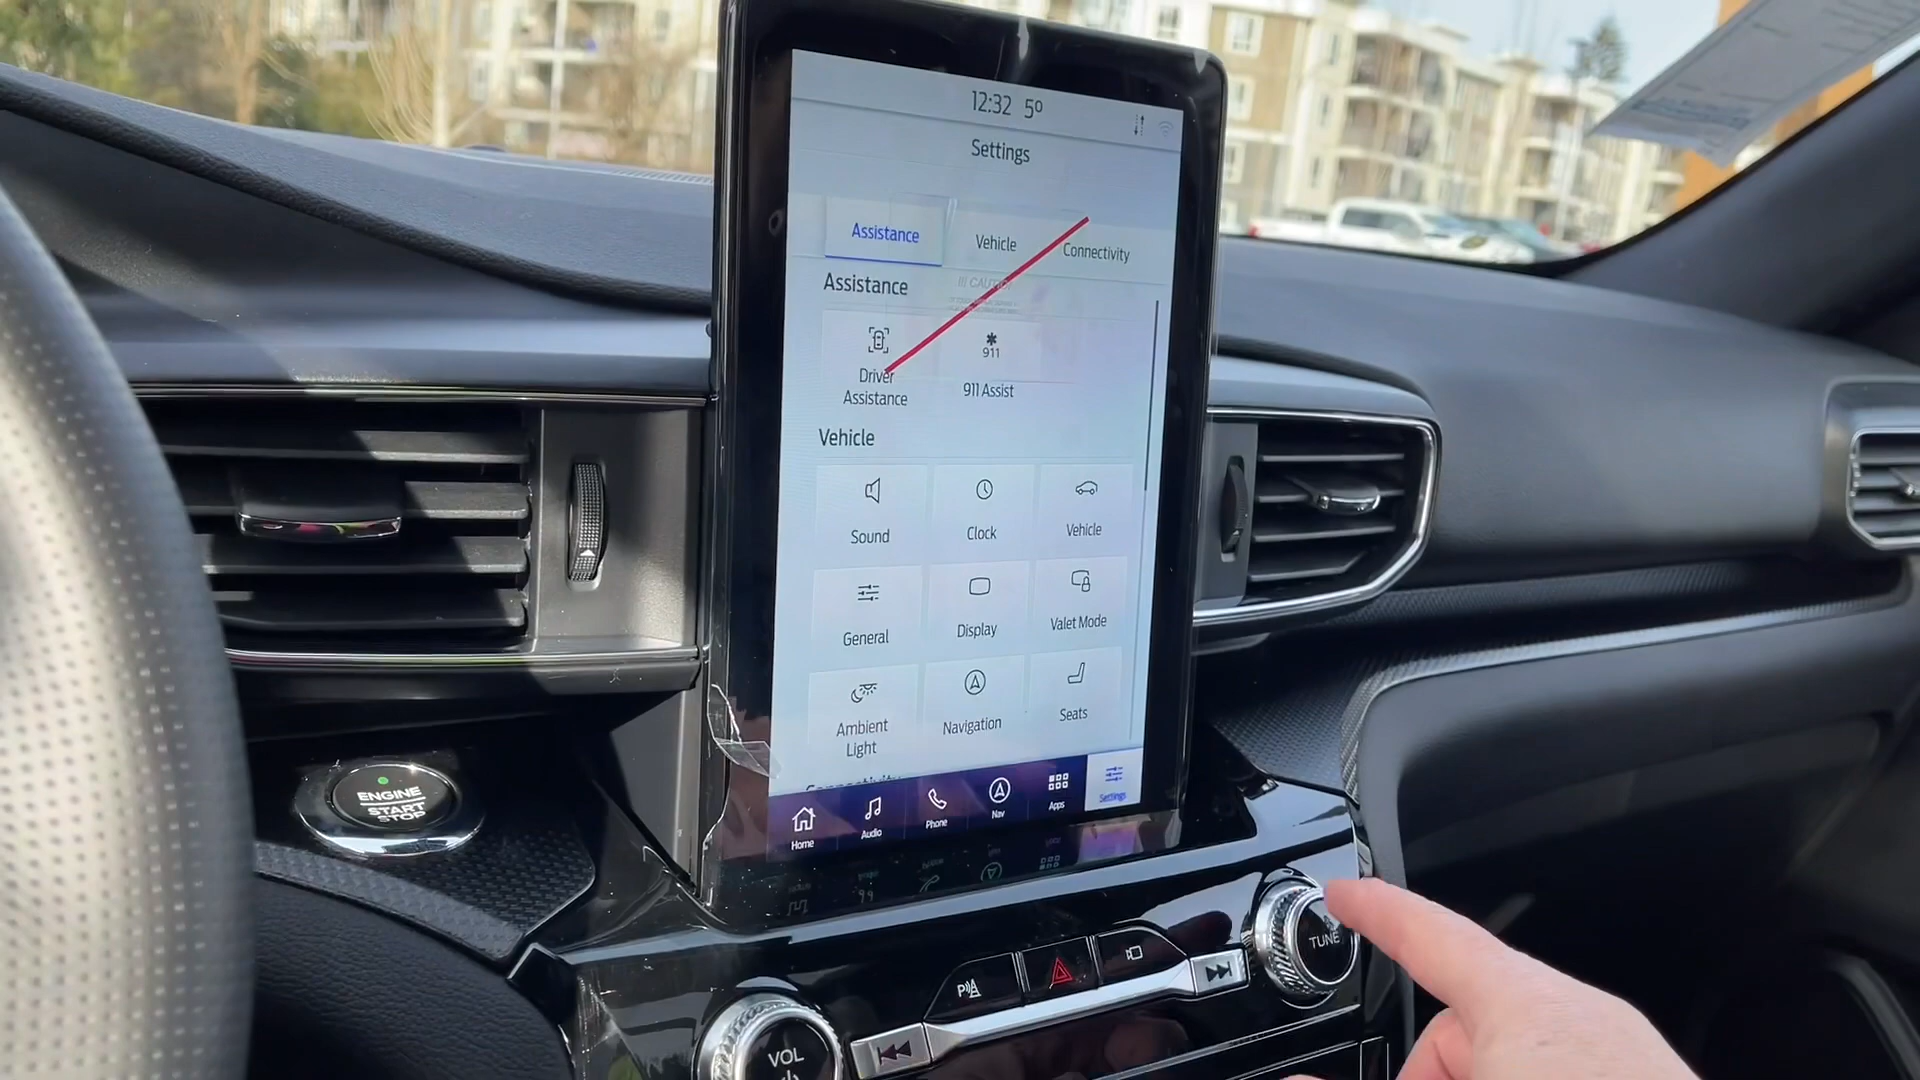 12:32 5°
Settings
Assistance Vehicle Connectivity
Assistance
911
Driver
Assistance
911 Assist
Vehicle
Sound Clock Vehicle
General Display Valet Mode
Ambient
Light
Navigation Seats
Home Audio Phone Nav Apps Settings
ENGINE
START
STOP
TUNE
VOL